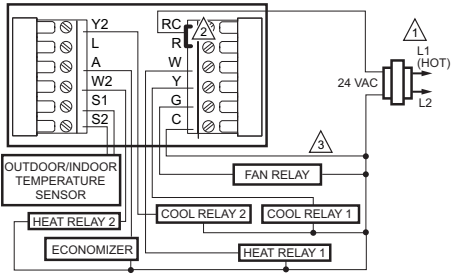 Y2
L
A
W2
S1
S2
RC
R
W
Y
G
C
2
1
L1
(HOT)
24 VAC
L2
3
OUTDOOR/INDOOR
TEMPERATURE
SENSOR
FAN RELAY
HEAT RELAY 2
COOL RELAY 2
COOL RELAY 1
ECONOMIZER
HEAT RELAY 1